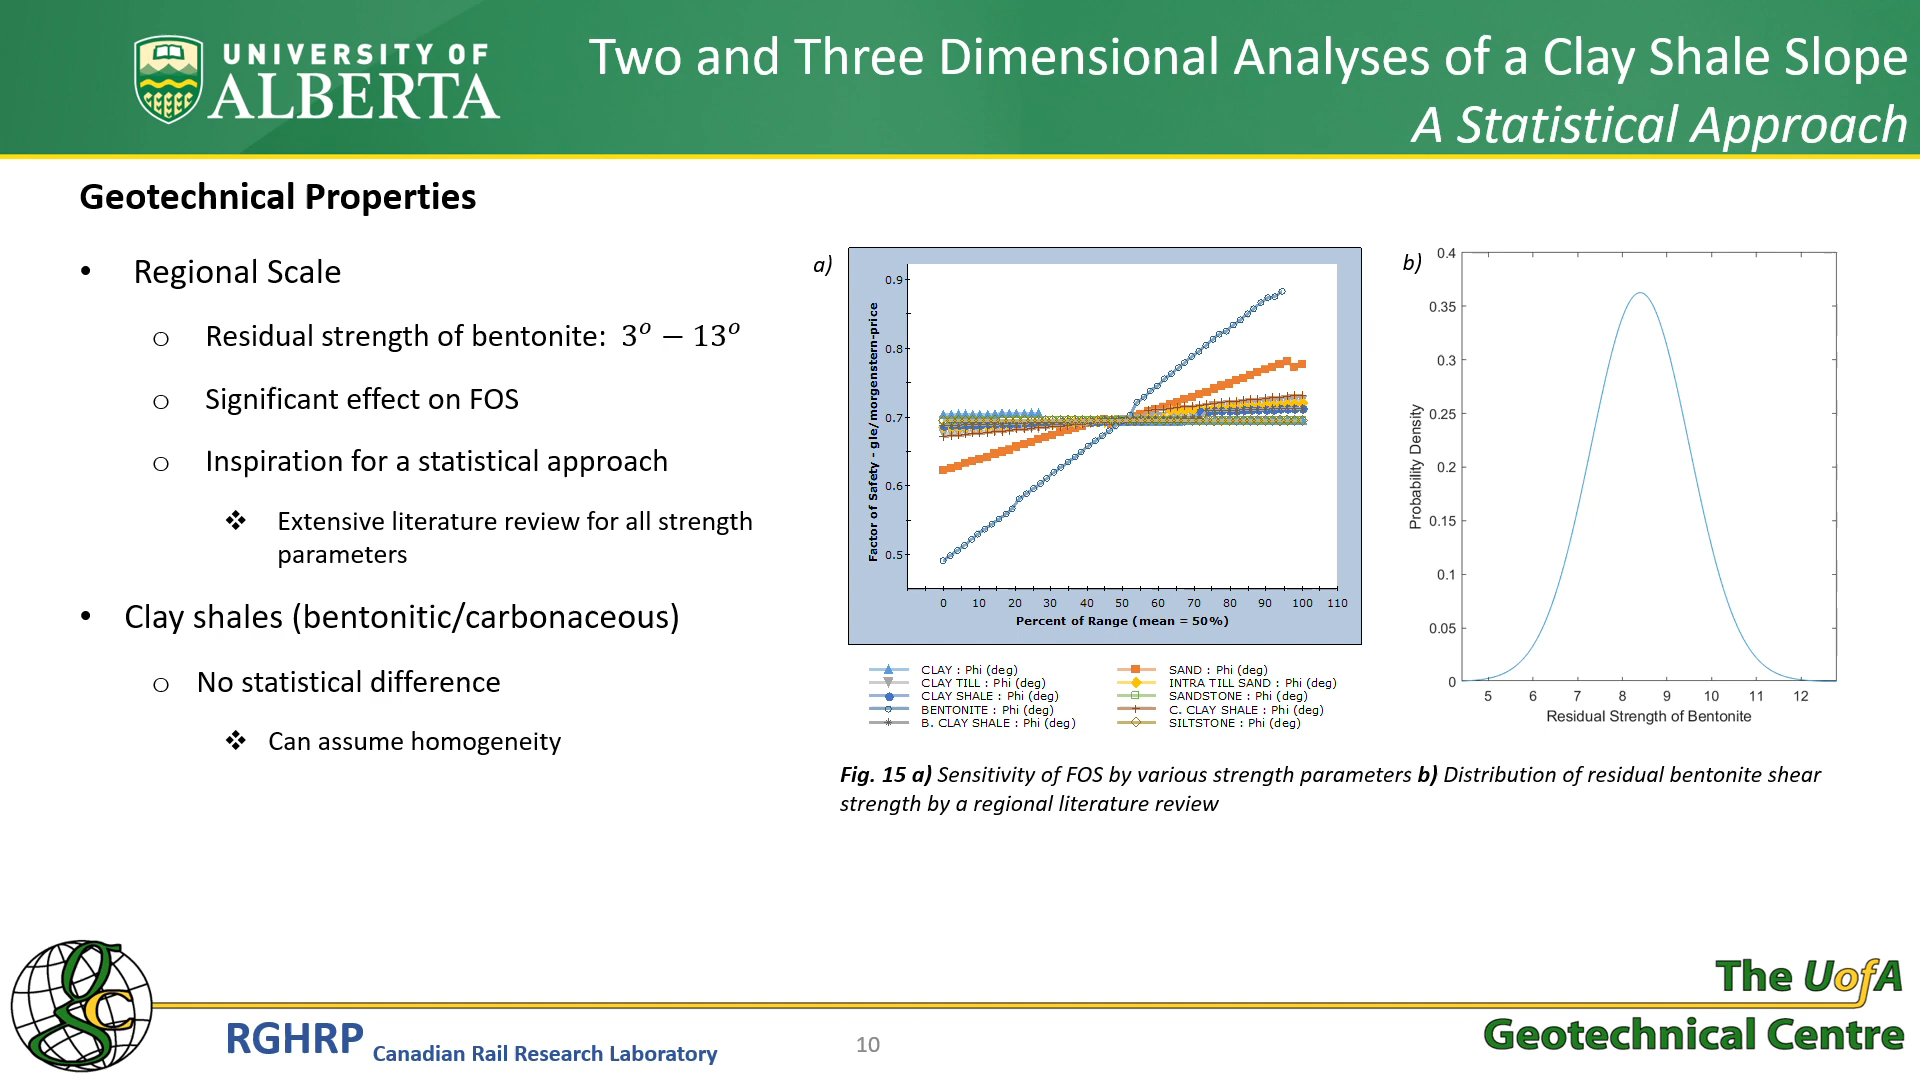 UNIVERSITY OF
ALBERTA
Two and Three Dimensional Analyses of a Clay Shale Slope
A Statistical Approach
Geotechnical Properties
• Regional Scale
o Residual strength of bentonite: 3° – 13°
o Significant effect on FOS
o Inspiration for a statistical approach
❖ Extensive literature review for all strength
parameters
• Clay shales (bentonitic/carbonaceous)
o No statistical difference
❖ Can assume homogeneity
a)
Factor of Safety - gle/morgenstern-price
0.9
0.8
0.7
0.6
0.5
0 10 20 30 40 50 60 70 80 90 100 110
Percent of Range (mean = 50%)
CLAY : Phi (deg)
CLAY TILL : Phi (deg)
CLAY SHALE : Phi (deg)
BENTONITE : Phi (deg)
B. CLAY SHALE : Phi (deg)
SAND : Phi (deg)
INTRA TILL SAND : Phi (deg)
SANDSTONE : Phi (deg)
C. CLAY SHALE : Phi (deg)
SILTSTONE : Phi (deg)
b)
Probability Density
0.4
0.35
0.3
0.25
0.2
0.15
0.1
0.05
0
5 6 7 8 9 10 11 12
Residual Strength of Bentonite
Fig. 15 a) Sensitivity of FOS by various strength parameters b) Distribution of residual bentonite shear
strength by a regional literature review
gc
RGHRP Canadian Rail Research Laboratory
10
The UofA
Geotechnical Centre